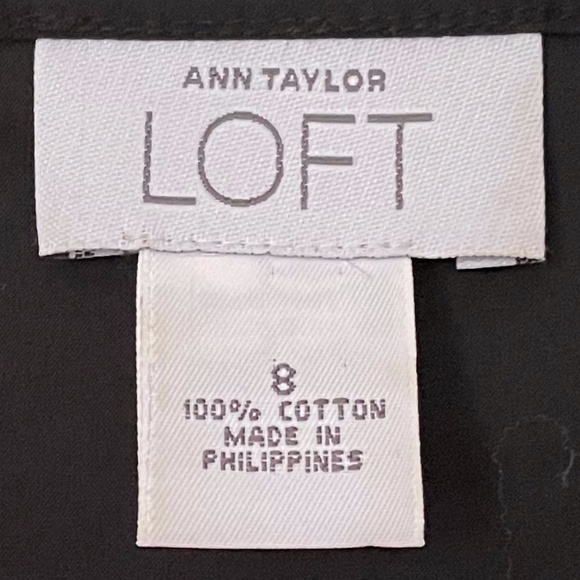 ANN TAYLOR
LOFT
8
100% COTTON
MADE IN
PHILIPPINES